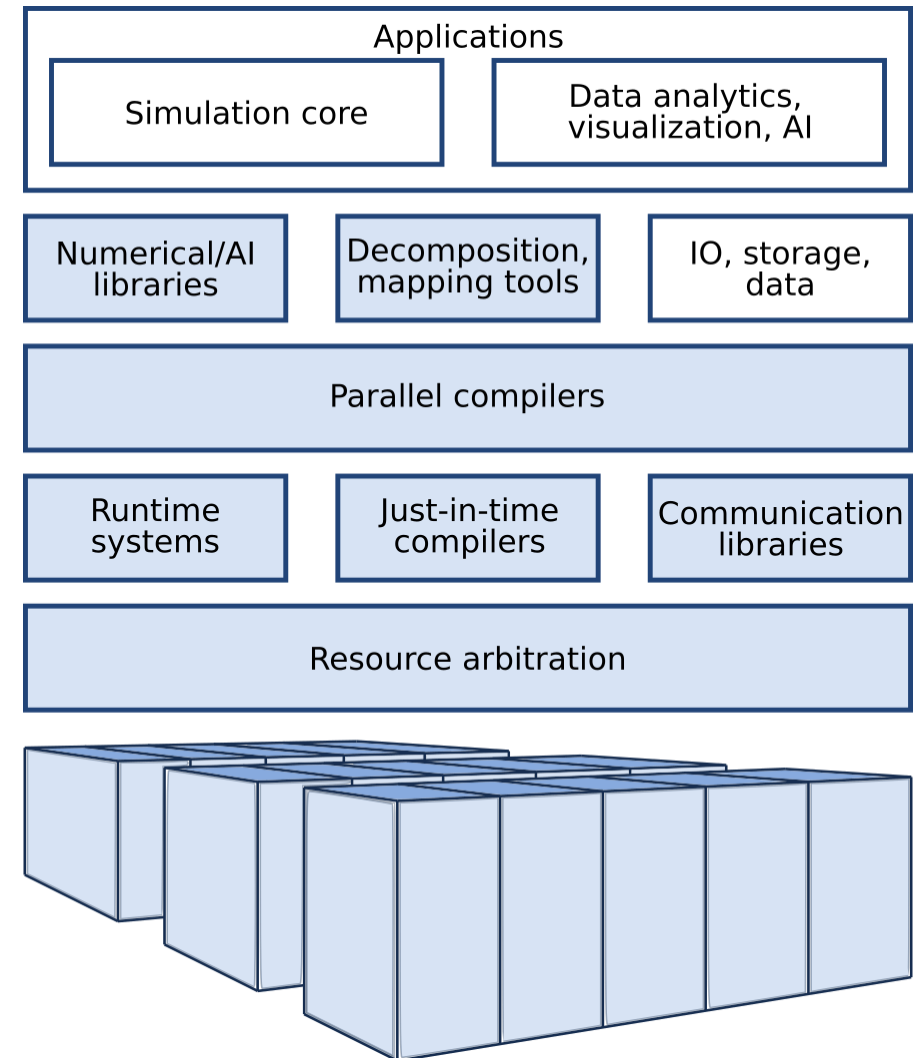 Applications
Simulation core
Data analytics,
visualization, AI
Numerical/AI
libraries
Decomposition,
mapping tools
IO, storage,
data
Parallel compilers
Runtime
systems
Just-in-time
compilers
Communication
libraries
Resource arbitration